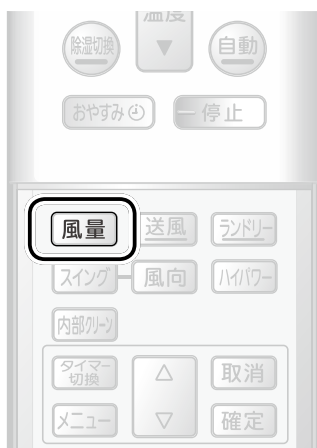 温度
除湿切換 ▼ 自動
おやすみ 停止
風量 送風 ランドリー
スイング 風向 ハイパワー
内部クリーン
タイマー
切換 △ 取消
メニュー ▽ 確定